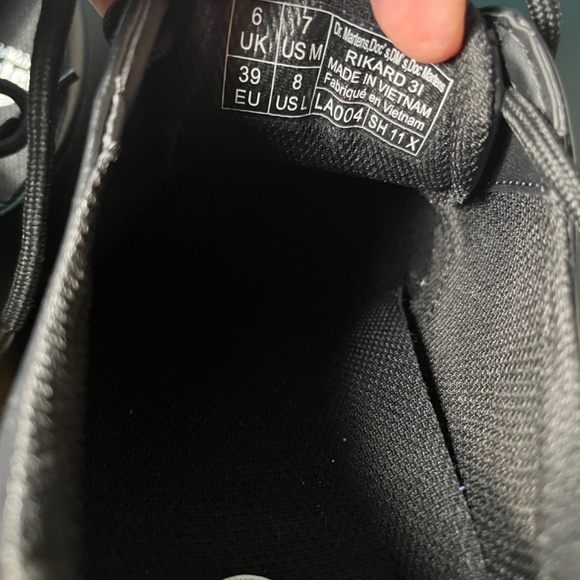 6 UK
7 US M
39 EU
8 US L
Dr. Martens,Doc's,DM's,Doc Martens
RIKARD 3I
MADE IN VIETNAM
Fabriqué en Vietnam
LA004 SH 11 X